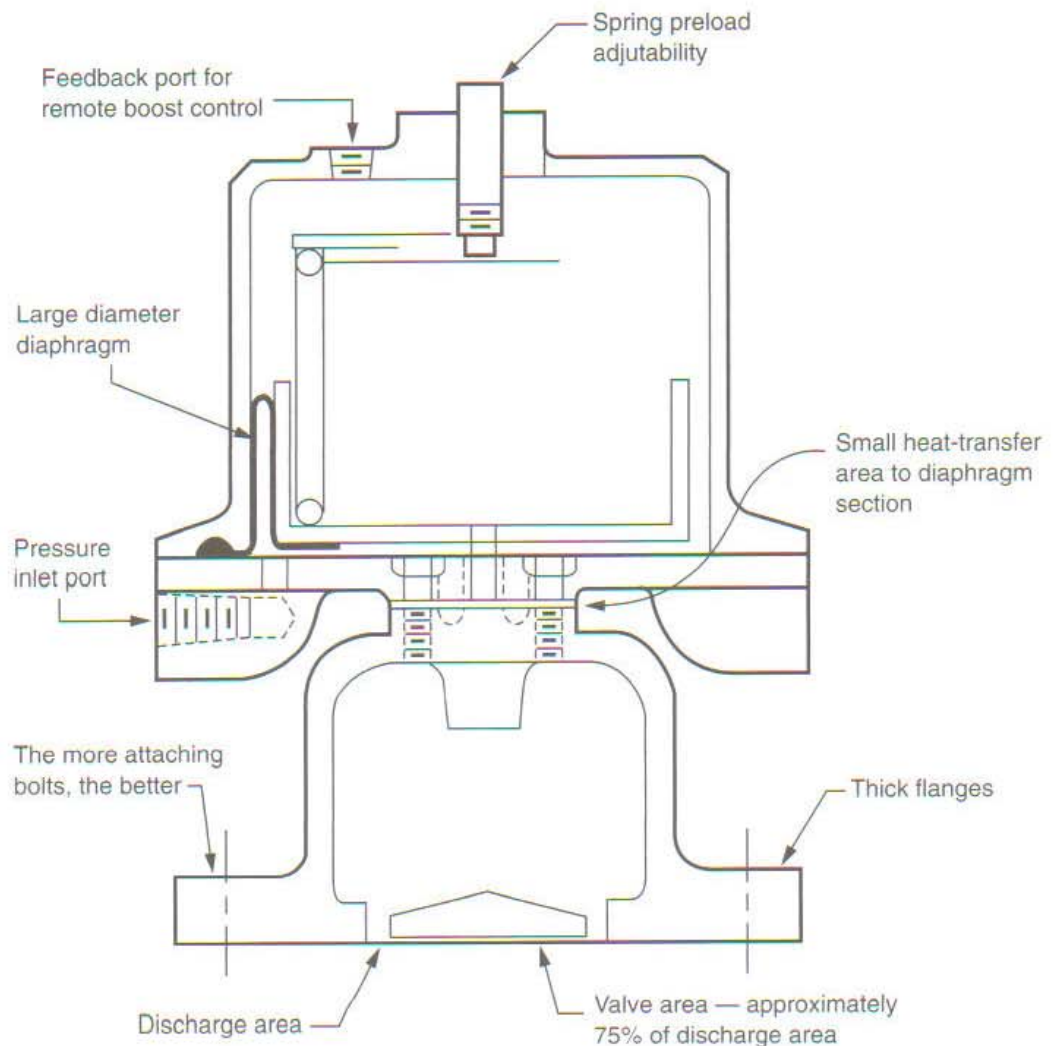 Spring preload
adjutability
Feedback port for
remote boost control
Large diameter
diaphragm
Small heat-transfer
area to diaphragm
section
Pressure
inlet port
The more attaching
bolts, the better
Thick flanges
Discharge area
Valve area — approximately
75% of discharge area